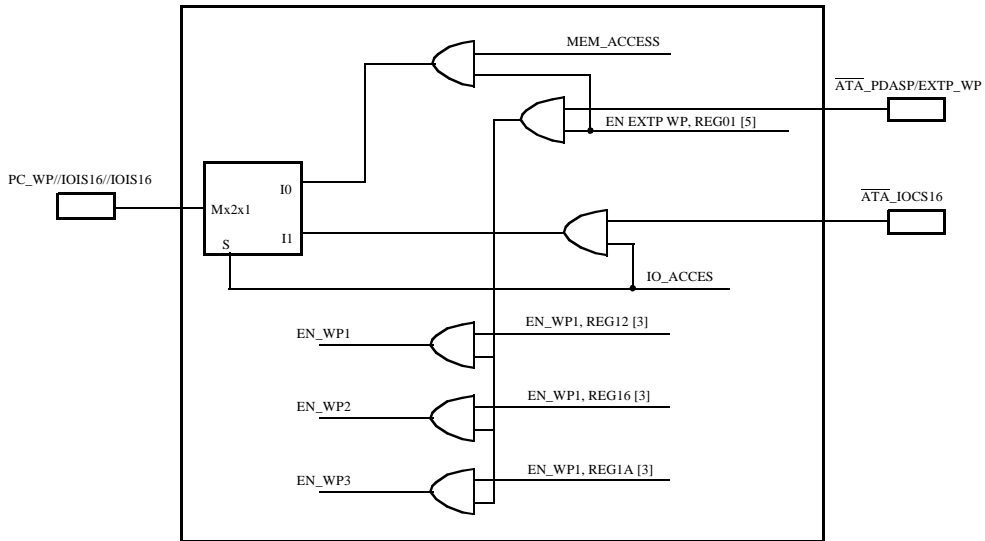 MEM_ACCESS
ATA_PDASP/EXTP_WP
EN EXTP WP, REG01 [5]
PC_WP//IOIS16//IOIS16
I0
Mx2x1
ATA_IOCS16
I1
S
IO_ACCES
EN_WP1, REG12 [3]
EN_WP1
EN_WP1, REG16 [3]
EN_WP2
EN_WP1, REG1A [3]
EN_WP3